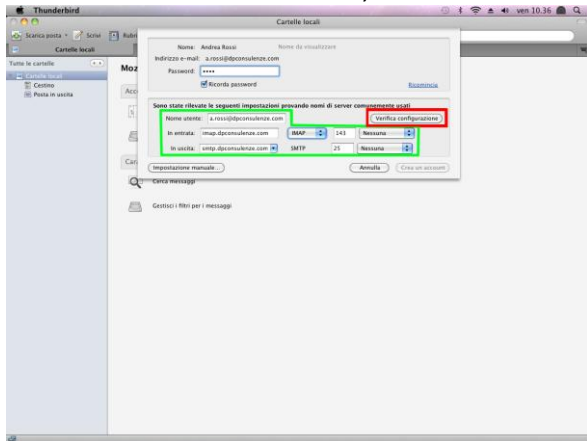 Thunderbird
ven 10.36
Cartelle locali
Scarica posta
Scrivi
Cartelle locali
Nome: Andrea Rossi Nome da visualizzare
Indirizzo e-mail: a.rossi@dpconsulenze.com
Password: ••••
Ricorda password
Ricomincia
Tutte le cartelle
Cartelle locali
Cestino
Posta in uscita
Sono state rilevate le seguenti impostazioni provando nomi di server comunemente usati
Nome utente: a.rossi@dpconsulenze.com
Verifica configurazione
In entrata: imap.dpconsulenze.com IMAP 143 Nessuna
In uscita: smtp.dpconsulenze.com SMTP 25 Nessuna
Impostazione manuale...
Annulla
Crea un account
Cerca messaggi
Gestisci i filtri per i messaggi